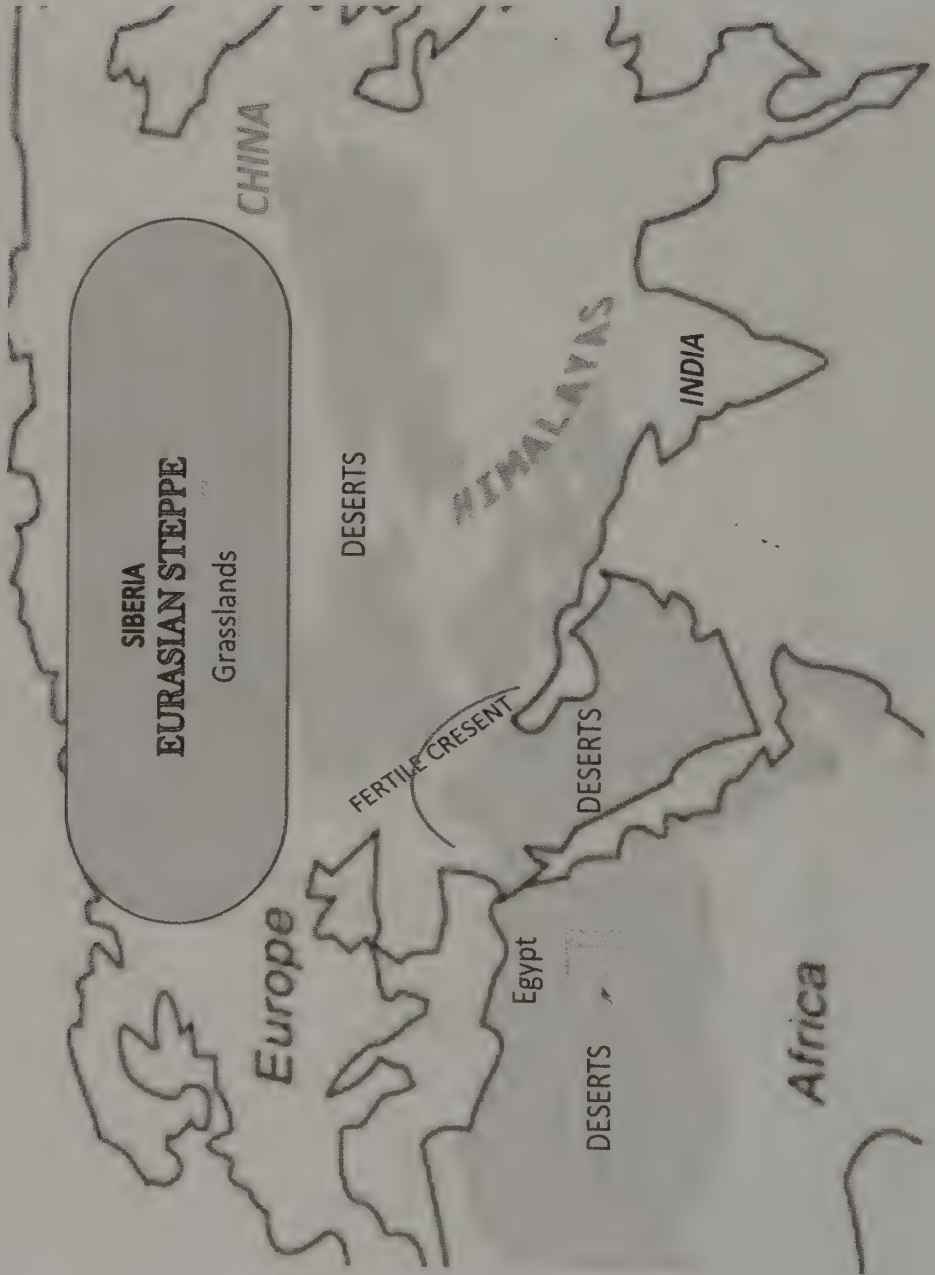 SIBERIA
EURASIAN STEPPE
Grasslands
CHINA
Europe
DESERTS
FERTILE CRESENT
HIMALAYAS
Egypt
DESERTS
INDIA
DESERTS
Africa